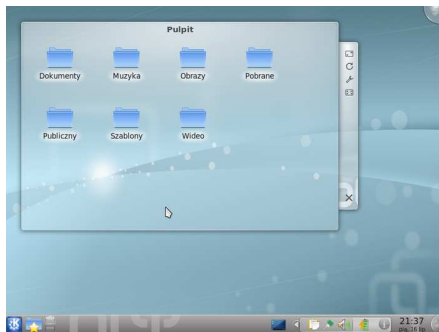 Pulpit
Dokumenty
Muzyka
Obrazy
Pobrane
Publiczny
Szablony
Wideo
21:37